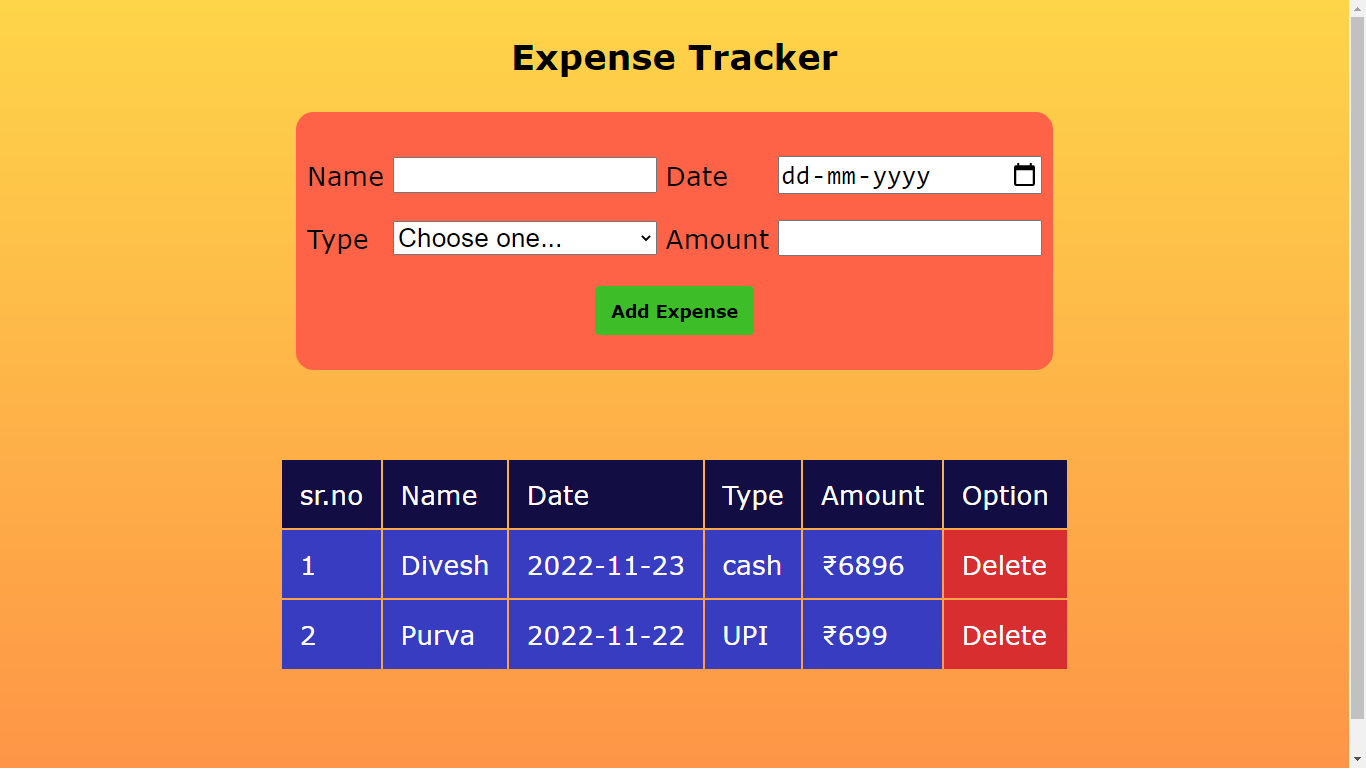 Expense Tracker
Name Date dd-mm-yyyy
Type Choose one... Amount
Add Expense
sr.no Name Date Type Amount Option
1 Divesh 2022-11-23 cash ₹6896 Delete
2 Purva 2022-11-22 UPI ₹699 Delete